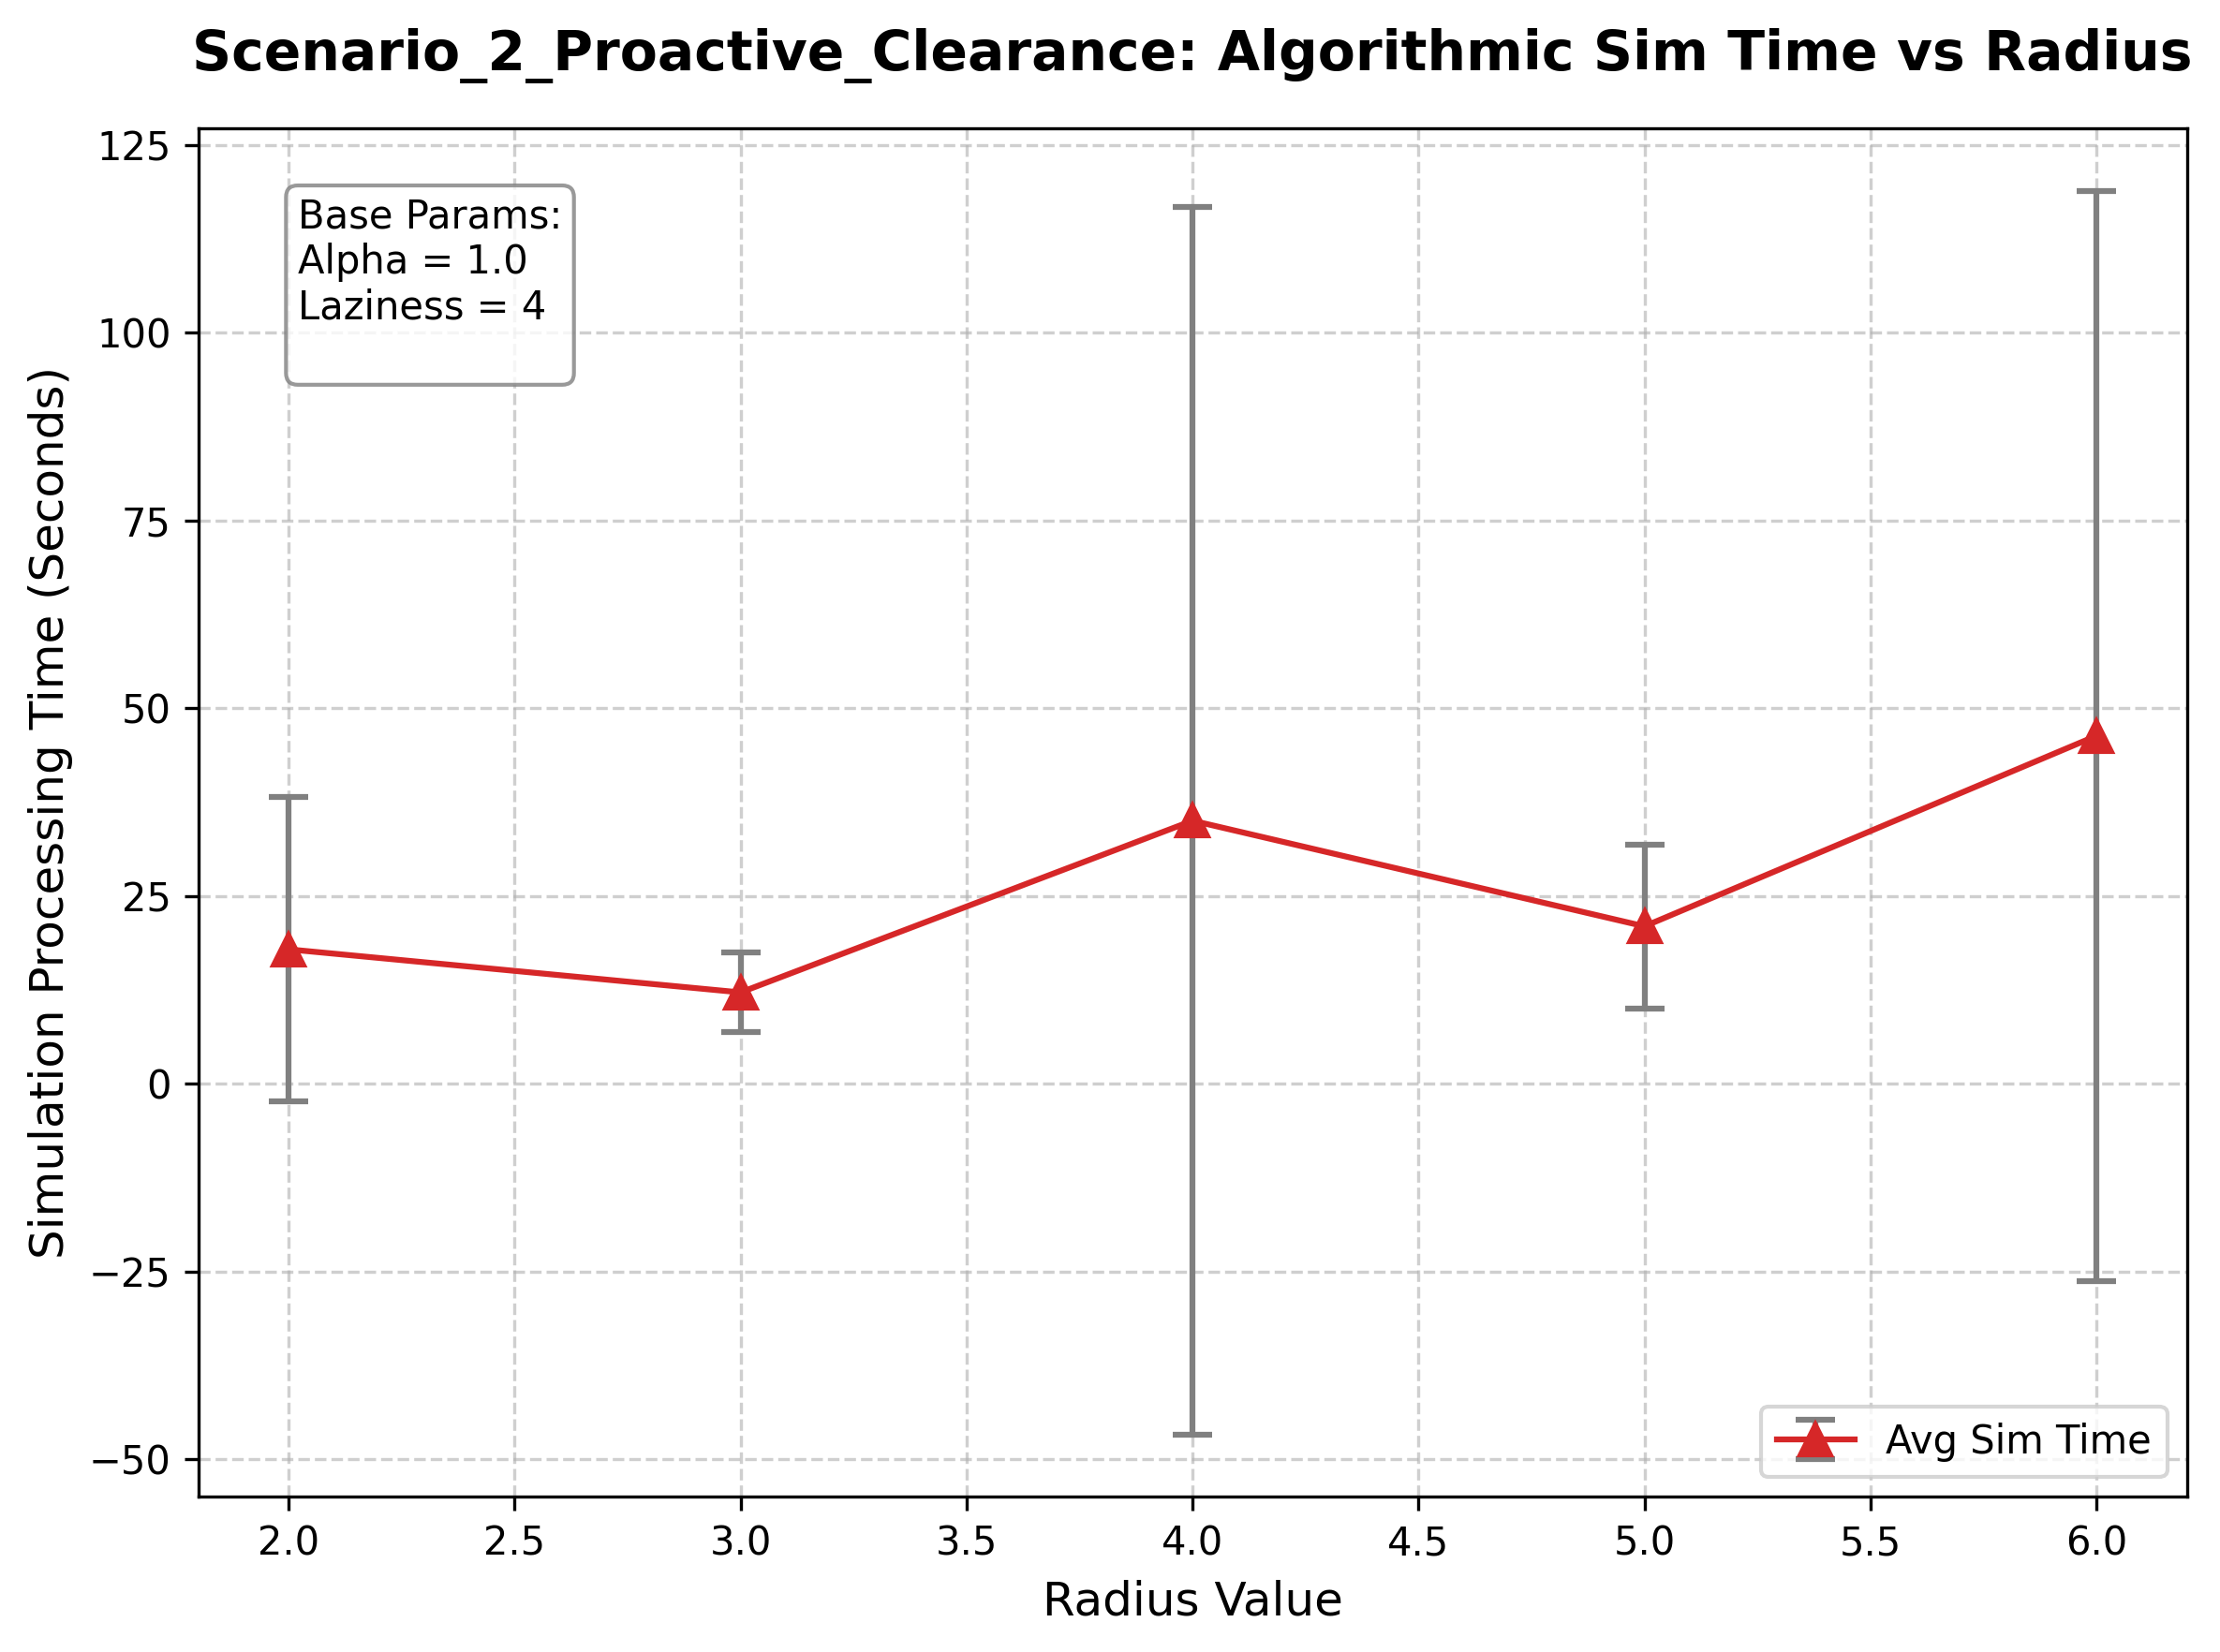 Scenario_2_Proactive_Clearance: Algorithmic Sim Time vs Radius
Simulation Processing Time (Seconds)
125
100
75
50
25
0
−25
−50
Base Params:
Alpha = 1.0
Laziness = 4
Avg Sim Time
2.0 2.5 3.0 3.5 4.0 4.5 5.0 5.5 6.0
Radius Value